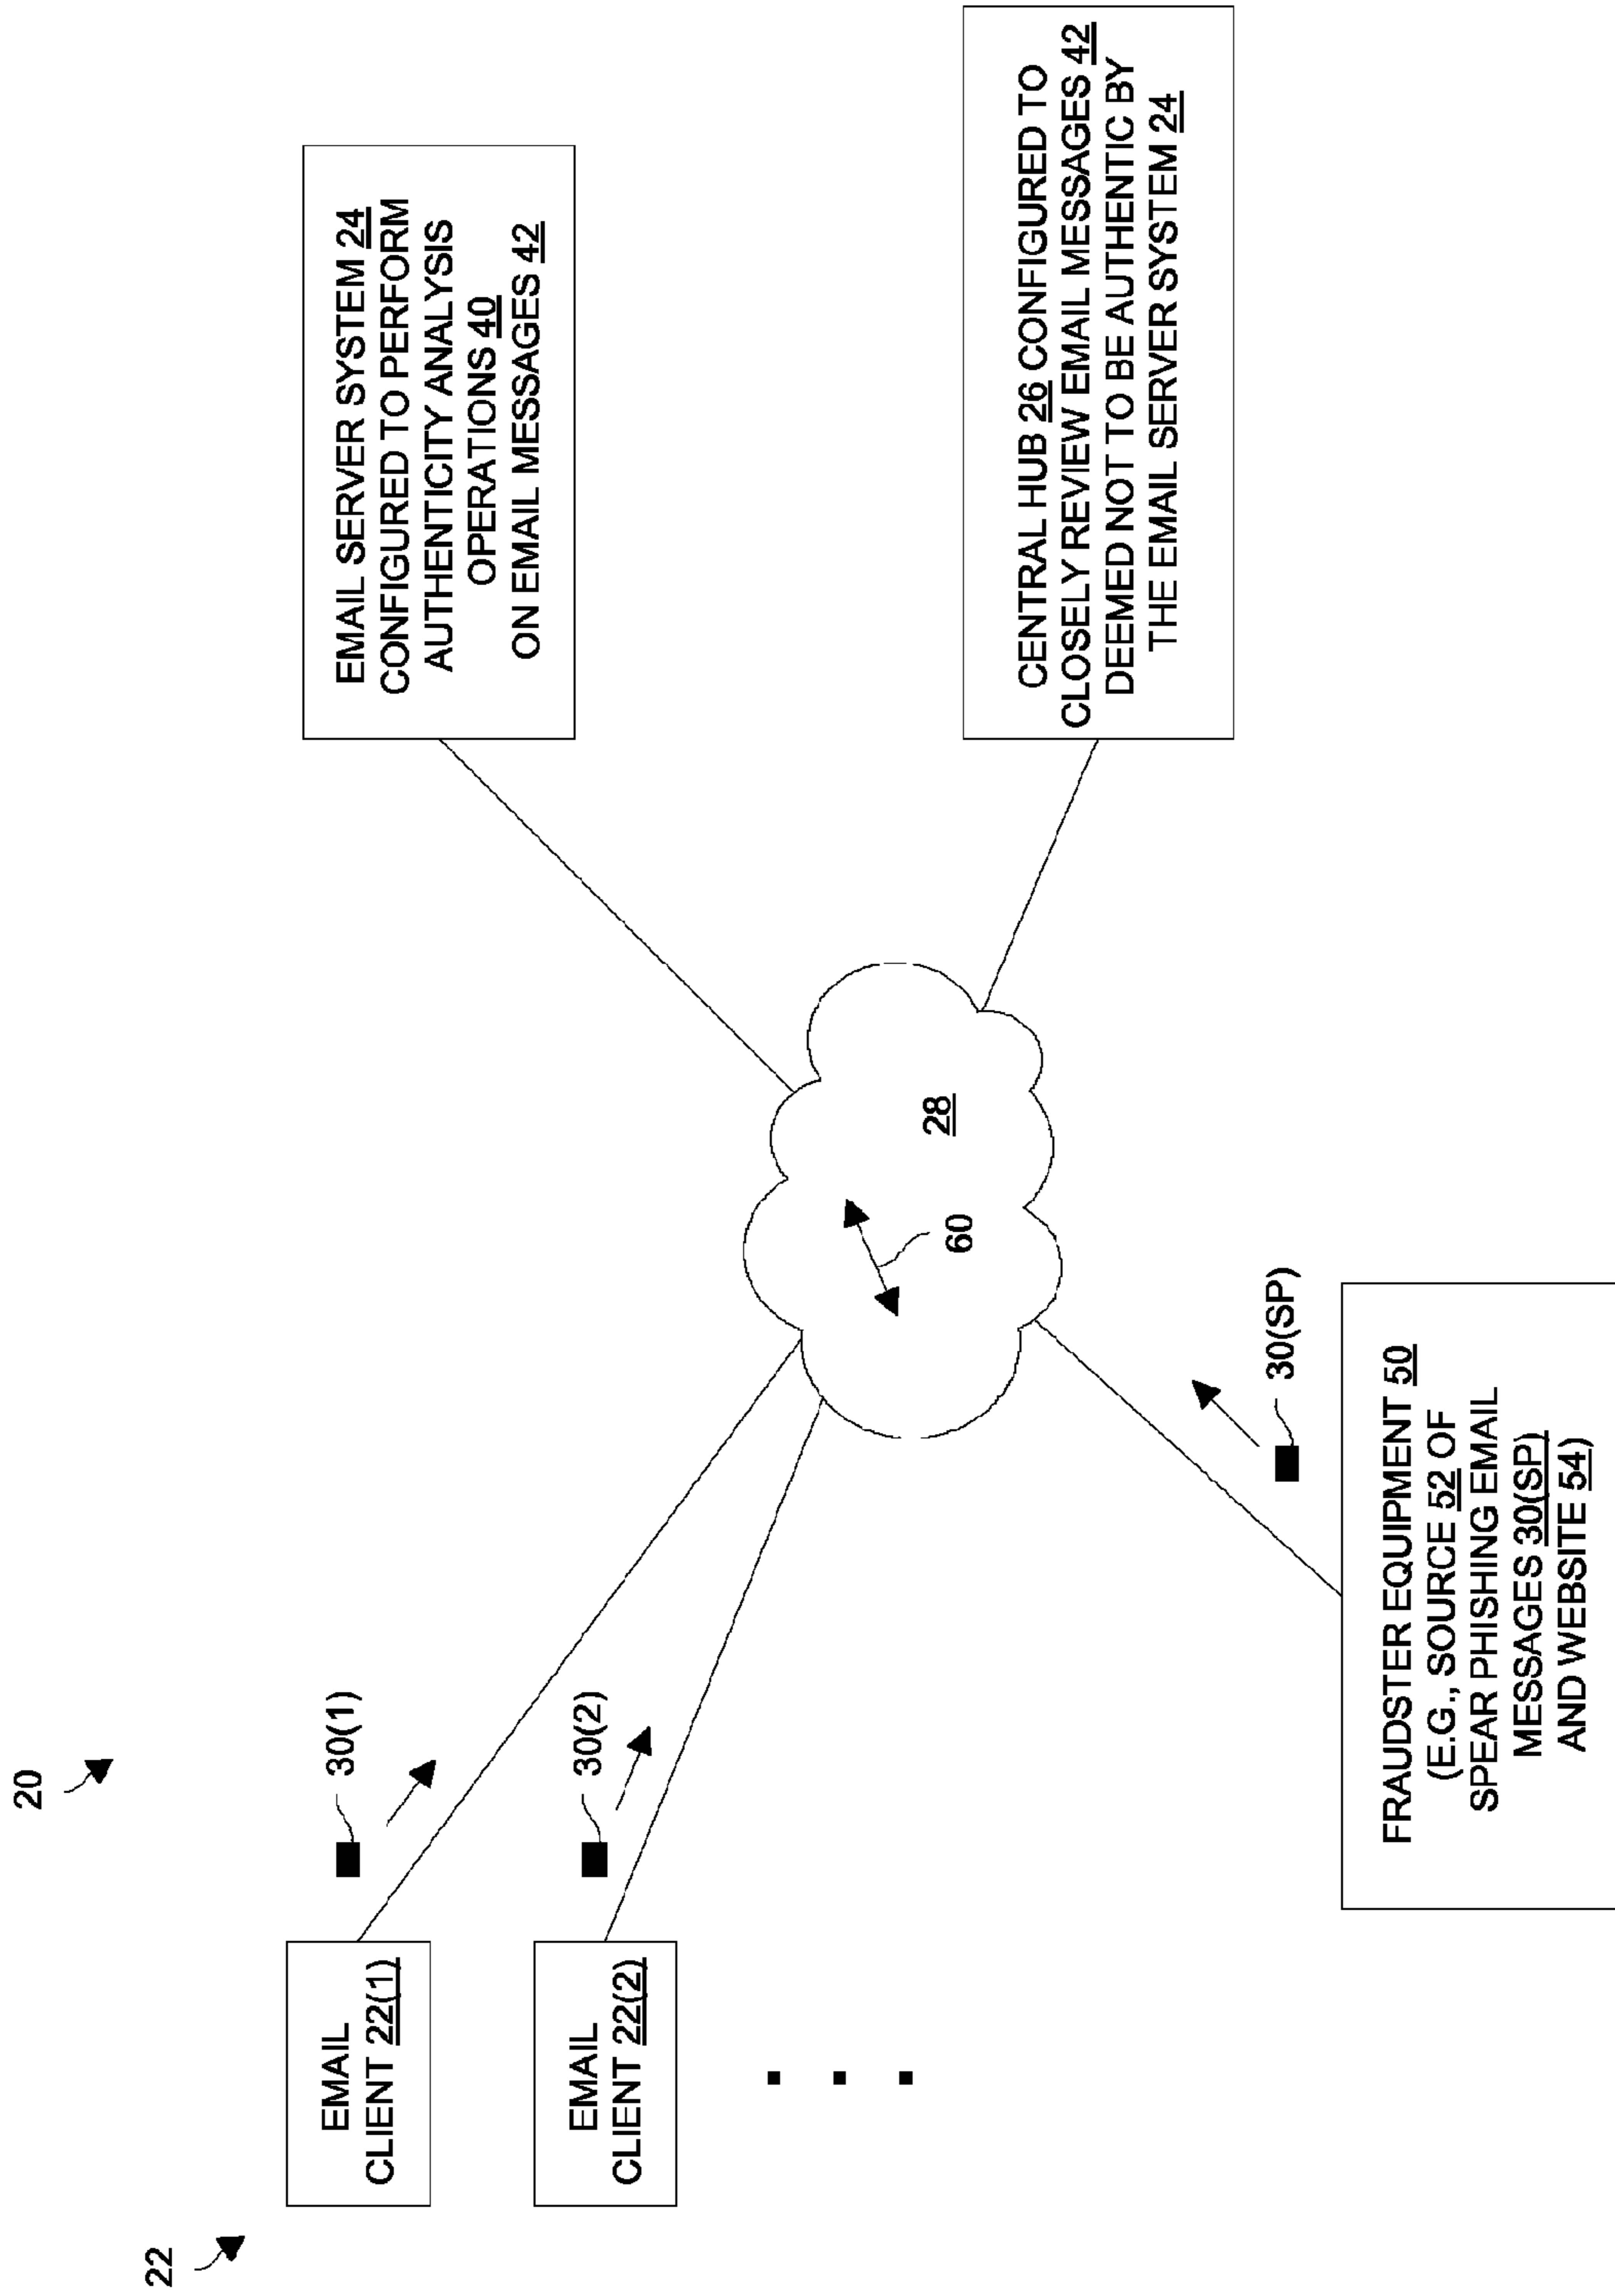 20
22
EMAIL
CLIENT 22(1)
30(1)
EMAIL
CLIENT 22(2)
30(2)
EMAIL SERVER SYSTEM 24
CONFIGURED TO PERFORM
AUTHENTICITY ANALYSIS
OPERATIONS 40
ON EMAIL MESSAGES 42
60
28
CENTRAL HUB 26 CONFIGURED TO
CLOSELY REVIEW EMAIL MESSAGES 42
DEEMED NOT TO BE AUTHENTIC BY
THE EMAIL SERVER SYSTEM 24
30(SP)
FRAUDSTER EQUIPMENT 50
(E.G., SOURCE 52 OF
SPEAR PHISHING EMAIL
MESSAGES 30(SP)
AND WEBSITE 54)